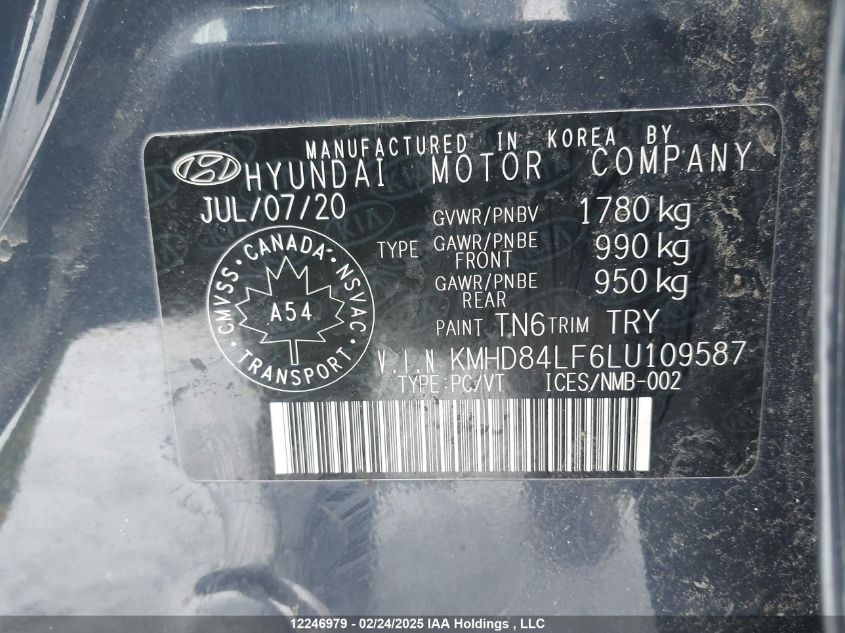 MANUFACTURED IN KOREA BY
HYUNDAI MOTOR COMPANY
JUL/07/20
GVWR/PNBV 1780 kg
TYPE GAWR/PNBE FRONT 990 kg
GAWR/PNBE REAR 950 kg
PAINT TN6 TRIM TRY
V.I.N KMHD84LF6LU109587
TYPE:PC/VT ICES/NMB-002
CANADA
CMVSS
NSVAC
A54
TRANSPORT
KIA
12246979 - 02/24/2025 IAA Holdings , LLC